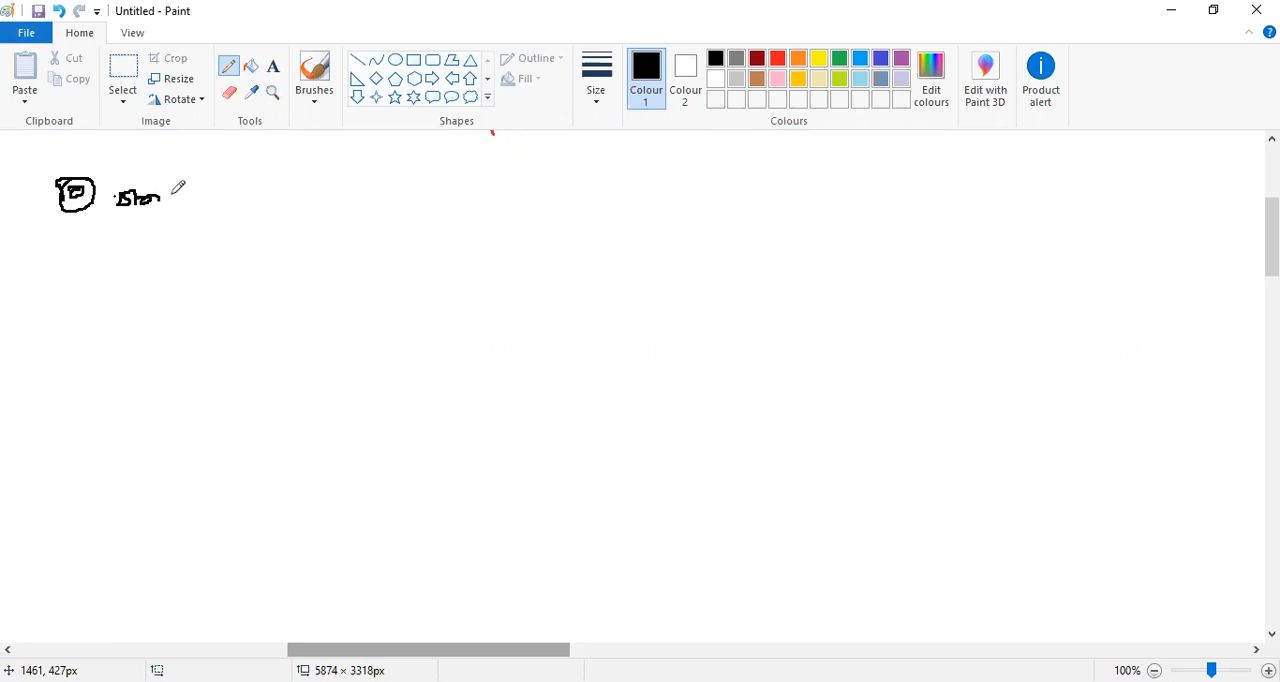 Untitled - Paint
File Home View
Paste Cut Copy Clipboard
Select Crop Resize Rotate Image
Tools
Brushes
Outline Fill Shapes
Size
Colour 1 Colour 2 Edit colours Colours
Edit with Paint 3D
Product alert
1461, 427px 5874 × 3318px 100%